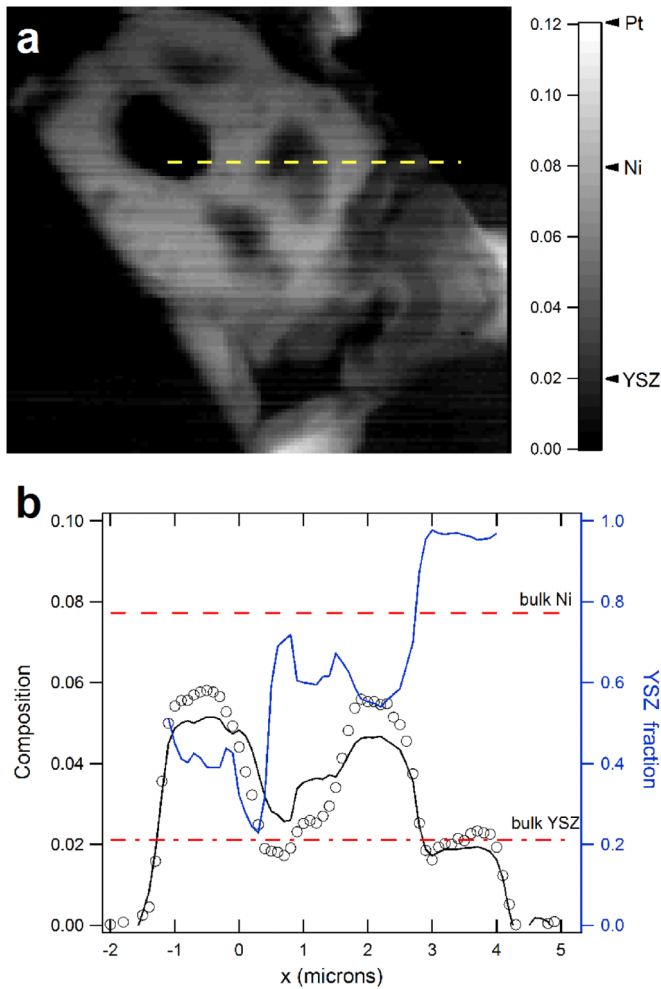 a
0.12
Pt
0.10
0.08
Ni
0.06
0.04
0.02
YSZ
0.00
b
0.10
0.08
0.06
0.04
0.02
0.00
Composition
bulk Ni
bulk YSZ
1.0
0.8
0.6
0.4
0.2
0.0
YSZ fraction
-2 -1 0 1 2 3 4 5
x (microns)